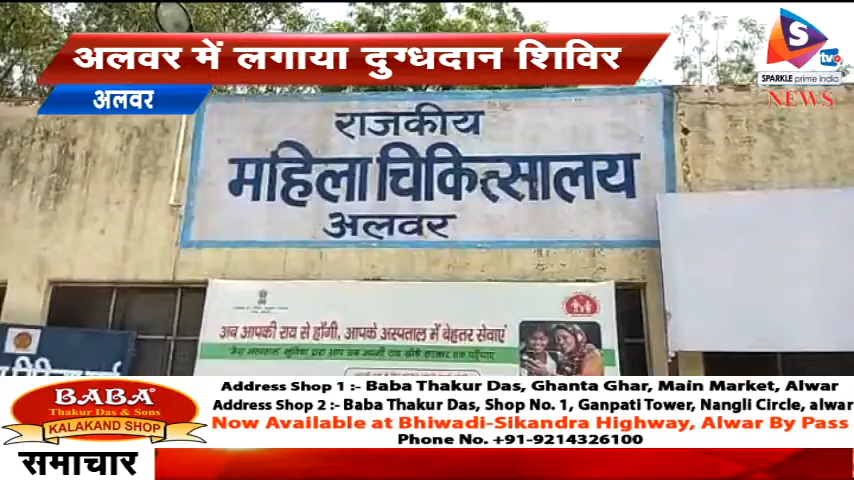 अलवर में लगाया दुग्धदान शिविर
अलवर
S
tv
SPARKLE prime INDIA
NEWS
राजकीय
महिला चिकित्सालय
अलवर
अब आपकी राय से होंगी, आपके अस्पताल में बेहतर सेवाएं
BABA
Thakur Das & Sons
KALAKAND SHOP
Address Shop 1 :- Baba Thakur Das, Ghanta Ghar, Main Market, Alwar
Address Shop 2 :- Baba Thakur Das, Shop No. 1, Ganpati Tower, Nangli Circle, alwar
Now Available at Bhiwadi-Sikandra Highway, Alwar By Pass
Phone No. +91-9214326100
समाचार